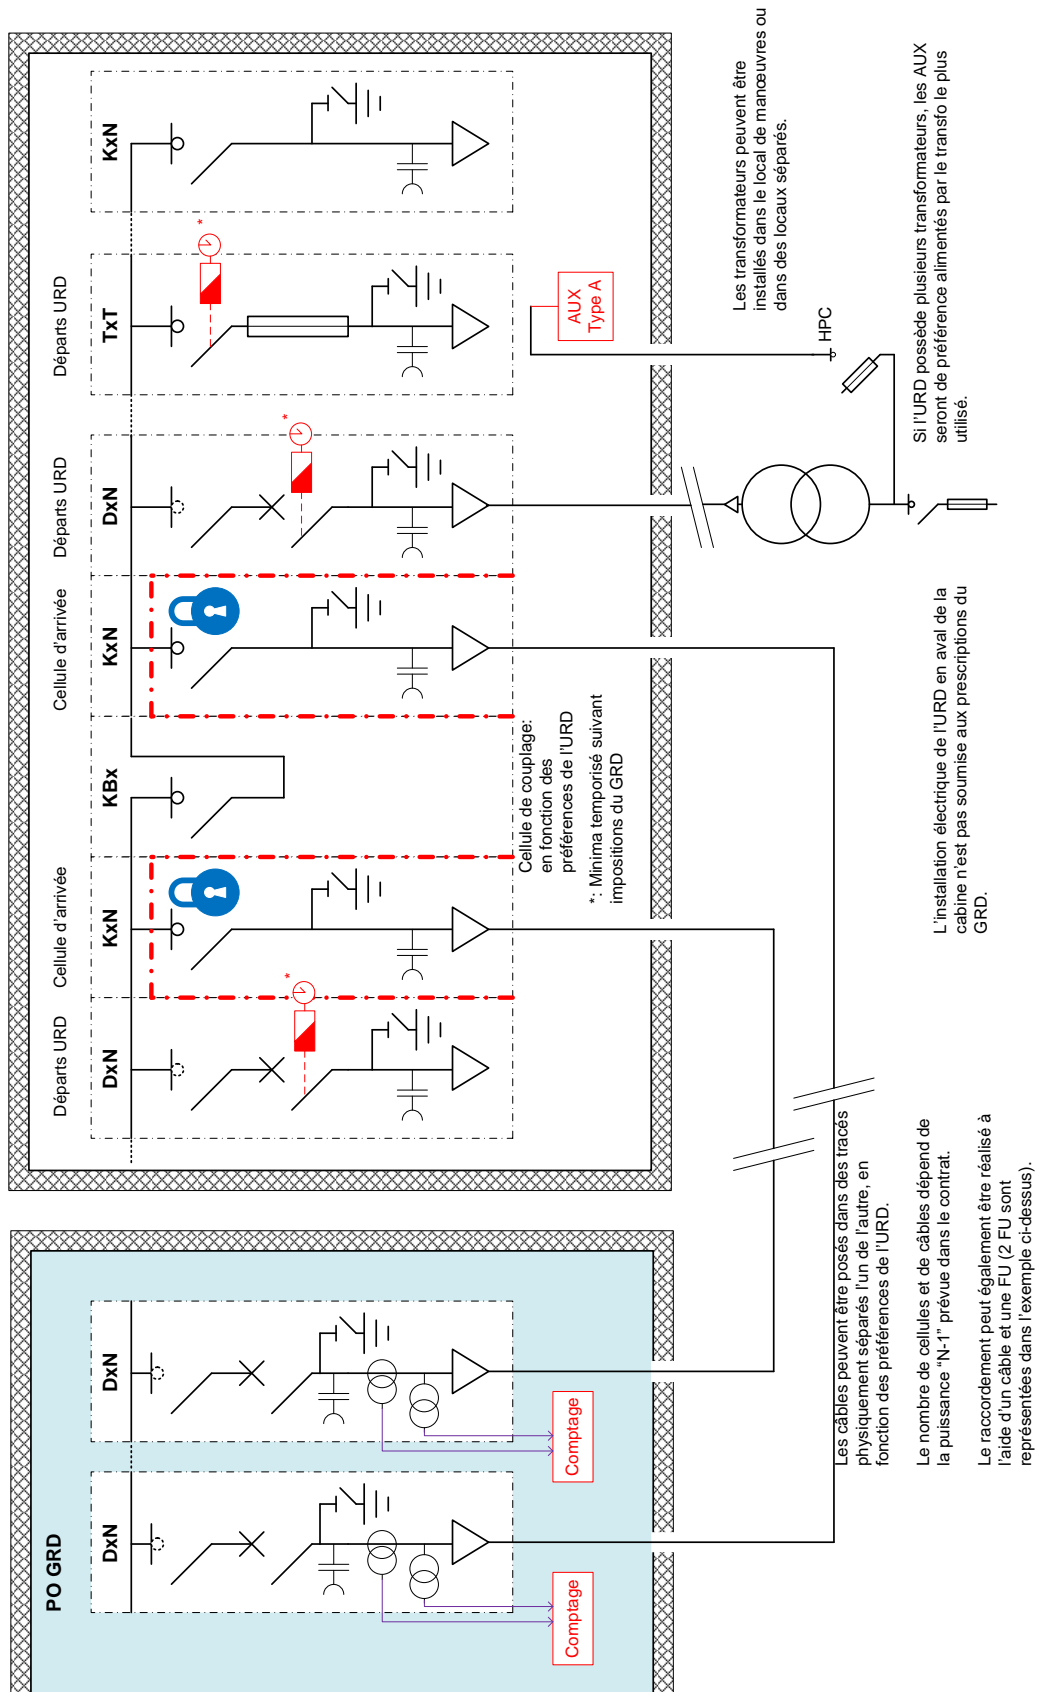 PO GRD
DxN
DxN
Comptage
Comptage
Départs URD
DxN
*
Cellule d'arrivée
KxN
KBx
Cellule d'arrivée
KxN
Départs URD
DxN
*
Départs URD
TxT
*
KxN
Cellule de couplage:
en fonction des
préférences de l'URD
*: Minima temporisé suivant
impositions du GRD
AUX
Type A
HPC
Les transformateurs peuvent être
installés dans le local de manœuvres ou
dans des locaux séparés.
Si l'URD possède plusieurs transformateurs, les AUX
seront de préférence alimentés par le transfo le plus
utilisé.
L'installation électrique de l'URD en aval de la
cabine n'est pas soumise aux prescriptions du
GRD.
Les câbles peuvent être posés dans des tracés
physiquement séparés l'un de l'autre, en
fonction des préférences de l'URD.
Le nombre de cellules et de câbles dépend de
la puissance "N-1" prévue dans le contrat.
Le raccordement peut également être réalisé à
l'aide d'un câble et une FU (2 FU sont
représentées dans l'exemple ci-dessus).